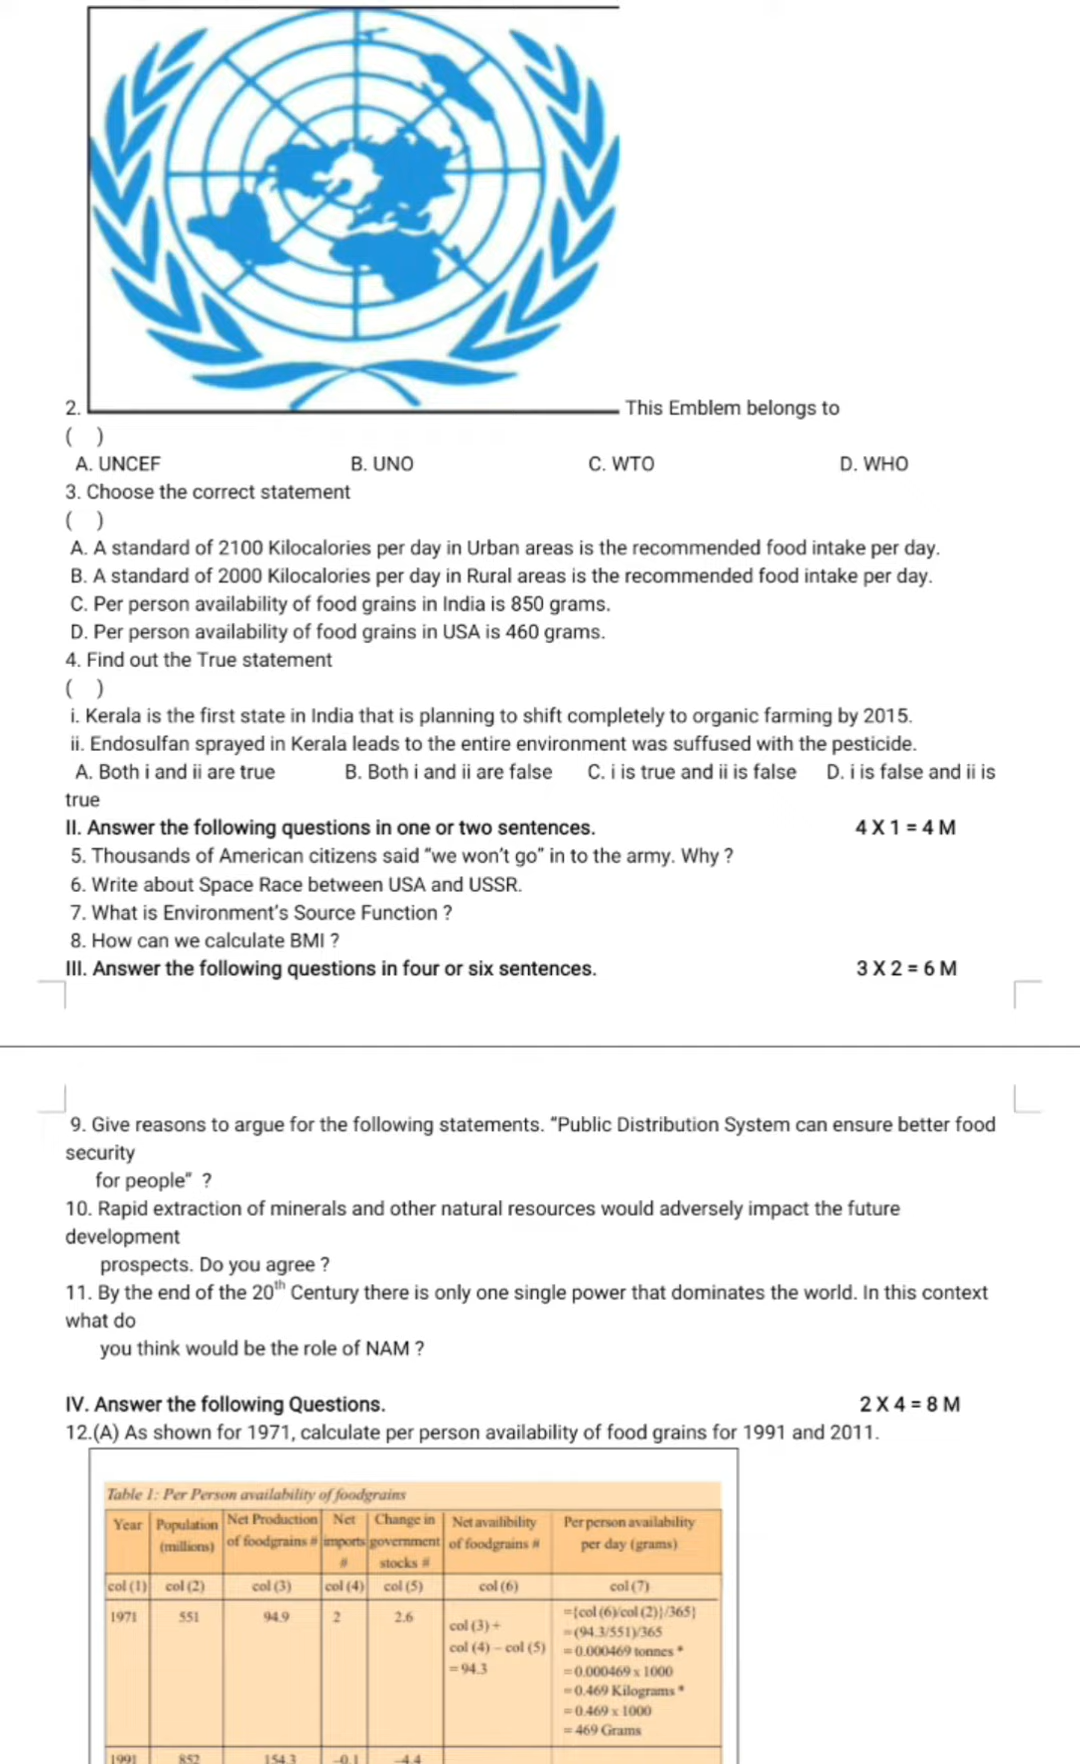 2.
This Emblem belongs to
( )
A. UNCEF B. UNO C. WTO D. WHO
3. Choose the correct statement
( )
A. A standard of 2100 Kilocalories per day in Urban areas is the recommended food intake per day.
B. A standard of 2000 Kilocalories per day in Rural areas is the recommended food intake per day.
C. Per person availability of food grains in India is 850 grams.
D. Per person availability of food grains in USA is 460 grams.
4. Find out the True statement
( )
i. Kerala is the first state in India that is planning to shift completely to organic farming by 2015.
ii. Endosulfan sprayed in Kerala leads to the entire environment was suffused with the pesticide.
A. Both i and ii are true B. Both i and ii are false C. i is true and ii is false D. i is false and ii is
true
II. Answer the following questions in one or two sentences. 4 X 1 = 4 M
5. Thousands of American citizens said “we won’t go” in to the army. Why ?
6. Write about Space Race between USA and USSR.
7. What is Environment’s Source Function ?
8. How can we calculate BMI ?
III. Answer the following questions in four or six sentences. 3 X 2 = 6 M
9. Give reasons to argue for the following statements. “Public Distribution System can ensure better food
security
for people” ?
10. Rapid extraction of minerals and other natural resources would adversely impact the future
development
prospects. Do you agree ?
11. By the end of the 20th Century there is only one single power that dominates the world. In this context
what do
you think would be the role of NAM ?
IV. Answer the following Questions. 2 X 4 = 8 M
12.(A) As shown for 1971, calculate per person availability of food grains for 1991 and 2011.
Table 1: Per Person availability of foodgrains
Year Population Net Production Net Change in Net availibility Per person availability
(millions) of foodgrains # imports government of foodgrains # per day (grams)
# stocks #
col (1) col (2) col (3) col (4) col (5) col (6) col (7)
1971 551 94.9 2 2.6 ={col (6)/col (2)}/365}
col (3) + =(94.3/551)/365
col (4) – col (5) =0.000469 tonnes *
= 94.3 =0.000469 x 1000
=0.469 Kilograms *
=0.469 x 1000
= 469 Grams
1991 852 154.3 –0.1 –4.4